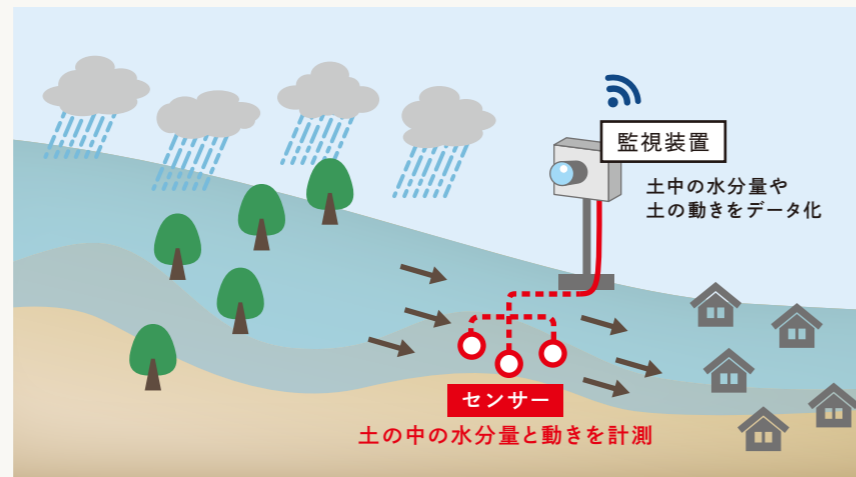 監視装置
土中の水分量や
土の動きをデータ化
センサー
土の中の水分量と動きを計測